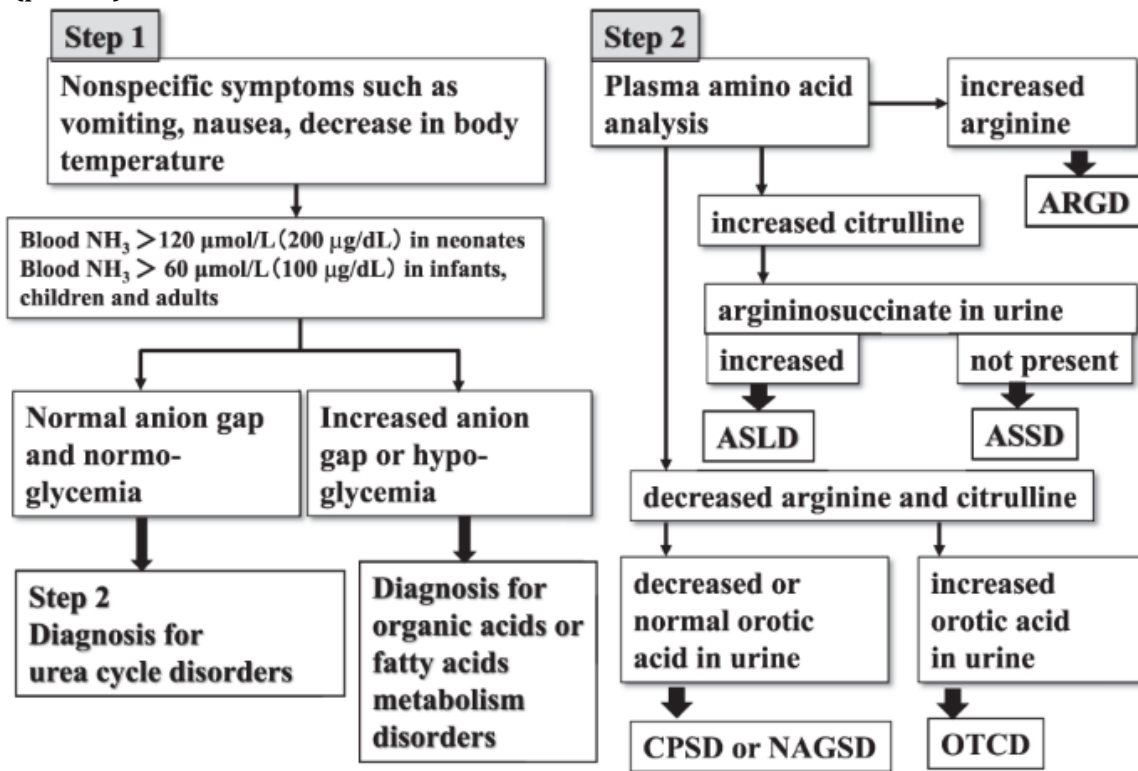 Step 1
Nonspecific symptoms such as
vomiting, nausea, decrease in body
temperature
Blood NH₃ > 120 μmol/L (200 μg/dL) in neonates
Blood NH₃ > 60 μmol/L (100 μg/dL) in infants,
children and adults
Normal anion gap
and normo-
glycemia
Increased anion
gap or hypo-
glycemia
Step 2
Diagnosis for
urea cycle disorders
Diagnosis for
organic acids or
fatty acids
metabolism
disorders
Step 2
Plasma amino acid
analysis
increased
arginine
ARGD
increased citrulline
argininosuccinate in urine
increased
not present
ASLD
ASSD
decreased arginine and citrulline
decreased or
normal orotic
acid in urine
increased
orotic acid
in urine
CPSD or NAGSD
OTCD